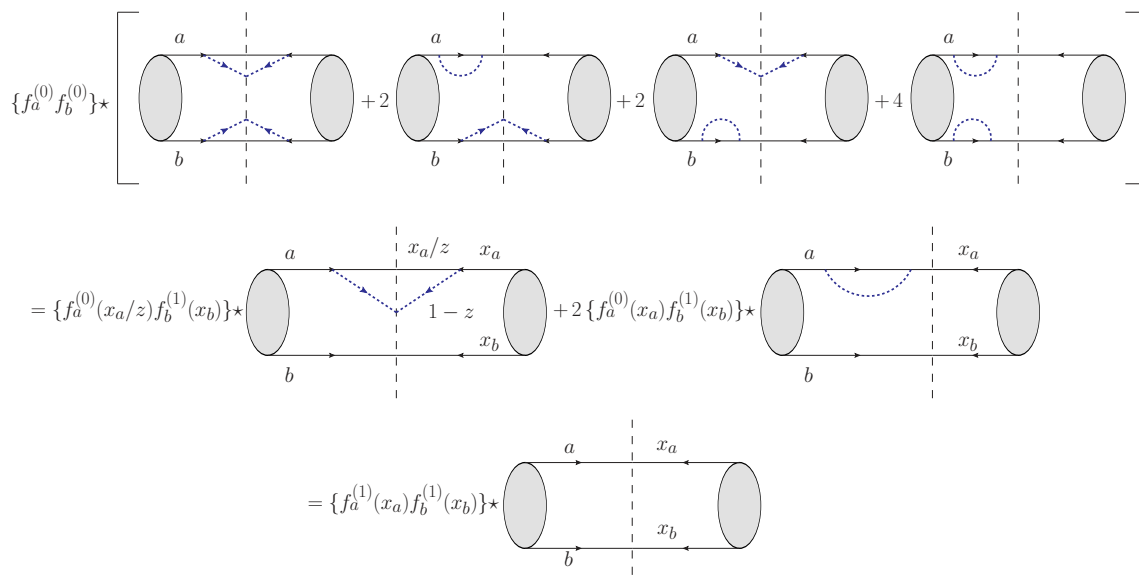 a a a a
{f_a^{(0)} f_b^{(0)}}⋆ [ +2 +2 +4 ]
b b b b
a x_a/z x_a a x_a
= {f_a^{(0)}(x_a/z) f_b^{(1)}(x_b)}⋆ 1 − z +2 {f_a^{(0)}(x_a) f_b^{(1)}(x_b)}⋆
b x_b b x_b
a x_a
= {f_a^{(1)}(x_a) f_b^{(1)}(x_b)}⋆
b x_b